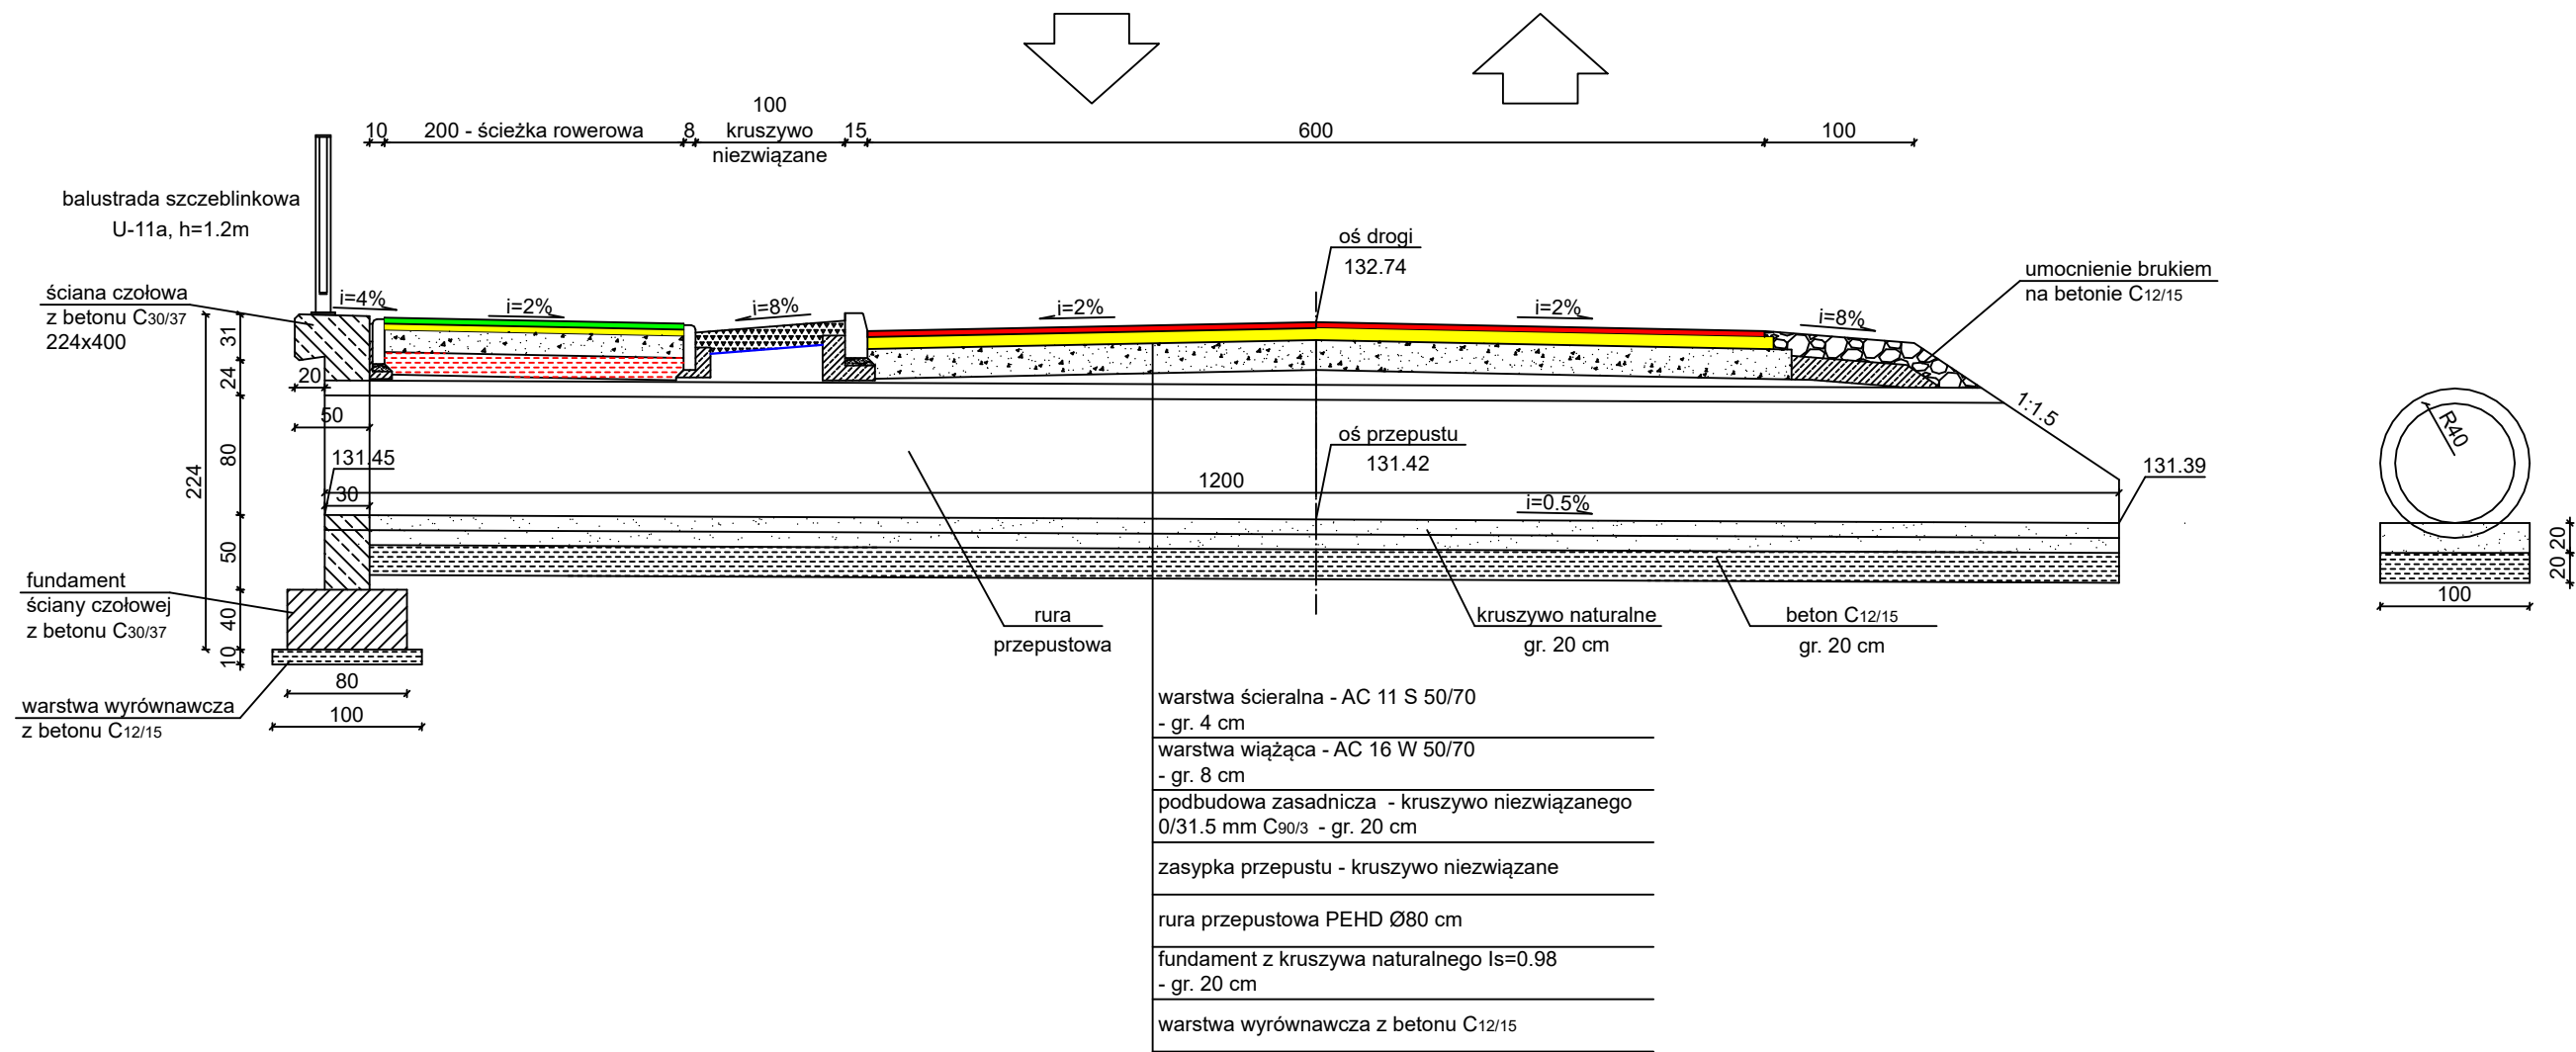 100
10
200 - ścieżka rowerowa
8
kruszywo
15
600
100
niezwiązane
balustrada szczeblinkowa
U-11a, h=1.2m
oś drogi
132.74
umocnienie brukiem
na betonie C12/15
ściana czołowa
z betonu C30/37
224x400
i=4%
i=2%
i=8%
i=2%
i=2%
i=8%
31
24
20
50
80
224
131.45
30
1200
oś przepustu
131.42
i=0.5%
1:1.5
131.39
R40
20
20
100
50
40
10
fundament
ściany czołowej
z betonu C30/37
rura
przepustowa
kruszywo naturalne
gr. 20 cm
beton C12/15
gr. 20 cm
80
100
warstwa wyrównawcza
z betonu C12/15
warstwa ścieralna - AC 11 S 50/70
- gr. 4 cm
warstwa wiążąca - AC 16 W 50/70
- gr. 8 cm
podbudowa zasadnicza - kruszywo niezwiązanego
0/31.5 mm C90/3 - gr. 20 cm
zasypka przepustu - kruszywo niezwiązane
rura przepustowa PEHD Ø80 cm
fundament z kruszywa naturalnego Is=0.98
- gr. 20 cm
warstwa wyrównawcza z betonu C12/15